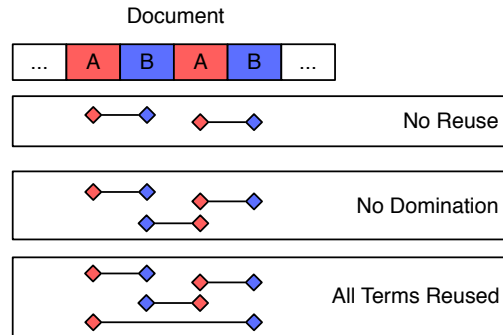 Document
... A B A B ...
No Reuse
No Domination
All Terms Reused